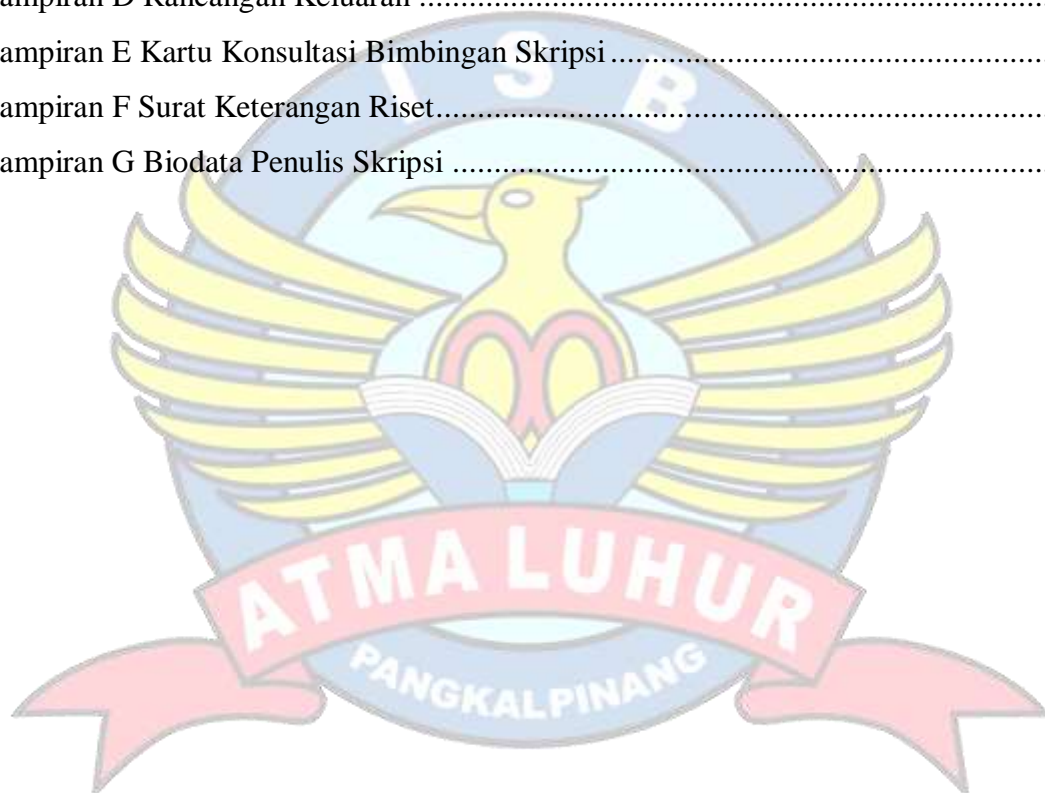 ampiran D Rancangan Keluaran ..........................................................................
ampiran E Kartu Konsultasi Bimbingan Skripsi .....................................................
ampiran F Surat Keterangan Riset..........................................................................
ampiran G Biodata Penulis Skripsi .........................................................................
I S B
ATMA LUHUR
PANGKALPINANG